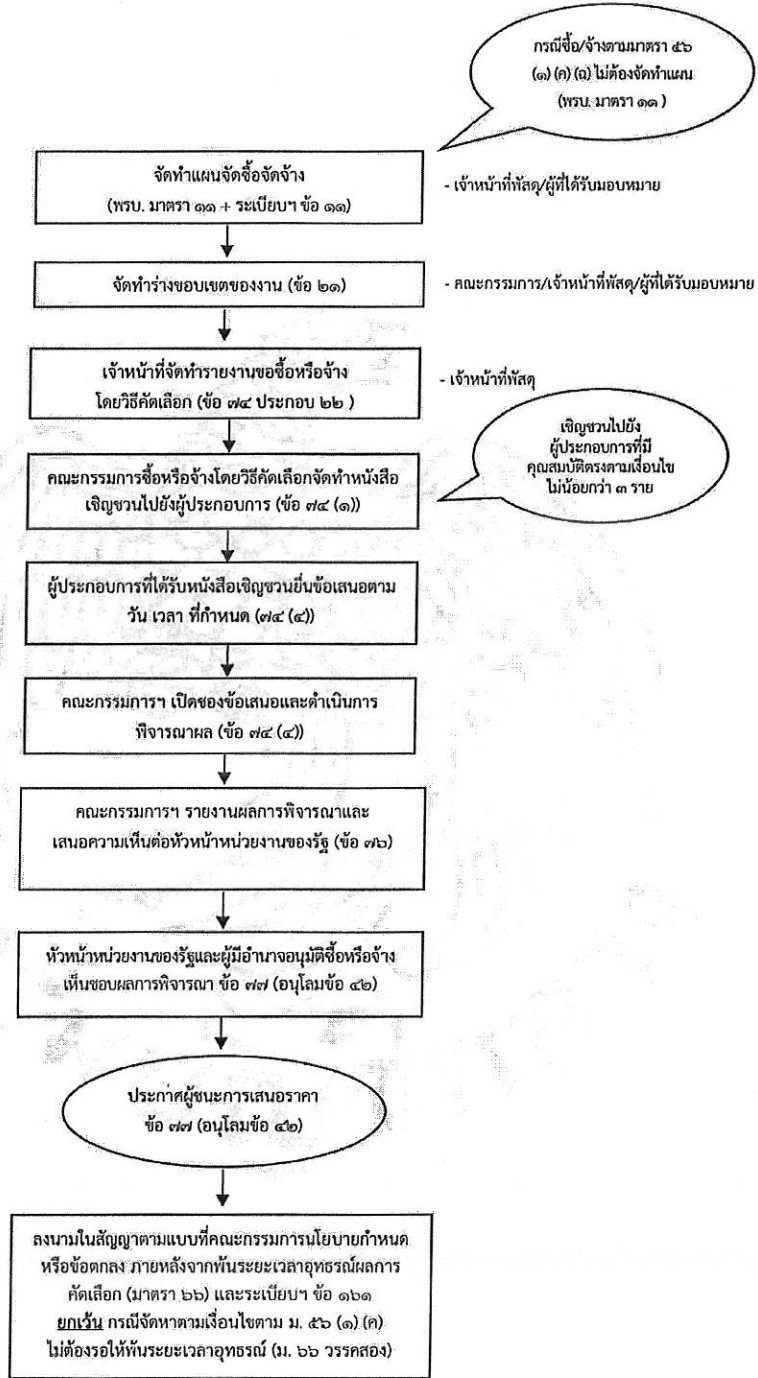 กรณีซื้อ/จ้างตามมาตรา ๕๖
(๑) (ค) (ฉ) ไม่ต้องจัดทำแผน
(พรบ. มาตรา ๑๑ )
จัดทำแผนจัดซื้อจัดจ้าง
(พรบ. มาตรา ๑๑ + ระเบียบฯ ข้อ ๑๑)
- เจ้าหน้าที่พัสดุ/ผู้ที่ได้รับมอบหมาย
จัดทำร่างขอบเขตของงาน (ข้อ ๒๑)
- คณะกรรมการ/เจ้าหน้าที่พัสดุ/ผู้ที่ได้รับมอบหมาย
เจ้าหน้าที่จัดทำรายงานขอซื้อหรือจ้าง
โดยวิธีคัดเลือก (ข้อ ๗๔ ประกอบ ๒๒ )
- เจ้าหน้าที่พัสดุ
เชิญชวนไปยัง
ผู้ประกอบการที่มี
คุณสมบัติตรงตามเงื่อนไข
ไม่น้อยกว่า ๓ ราย
คณะกรรมการซื้อหรือจ้างโดยวิธีคัดเลือกจัดทำหนังสือ
เชิญชวนไปยังผู้ประกอบการ (ข้อ ๗๔ (๑))
ผู้ประกอบการที่ได้รับหนังสือเชิญชวนยื่นข้อเสนอตาม
วัน เวลา ที่กำหนด (๗๔ (๔))
คณะกรรมการฯ เปิดซองข้อเสนอและดำเนินการ
พิจารณาผล (ข้อ ๗๔ (๔))
คณะกรรมการฯ รายงานผลการพิจารณาและ
เสนอความเห็นต่อหัวหน้าหน่วยงานของรัฐ (ข้อ ๗๖)
หัวหน้าหน่วยงานของรัฐและผู้มีอำนาจอนุมัติซื้อหรือจ้าง
เห็นชอบผลการพิจารณา ข้อ ๗๗ (อนุโลมข้อ ๔๒)
ประกาศผู้ชนะการเสนอราคา
ข้อ ๗๗ (อนุโลมข้อ ๔๒)
ลงนามในสัญญาตามแบบที่คณะกรรมการนโยบายกำหนด
หรือข้อตกลง ภายหลังจากพ้นระยะเวลาอุทธรณ์ผลการ
คัดเลือก (มาตรา ๖๖) และระเบียบฯ ข้อ ๑๖๑
ยกเว้น กรณีจัดหาตามเงื่อนไขตาม ม. ๕๖ (๑) (ค)
ไม่ต้องรอให้พ้นระยะเวลาอุทธรณ์ (ม. ๖๖ วรรคสอง)